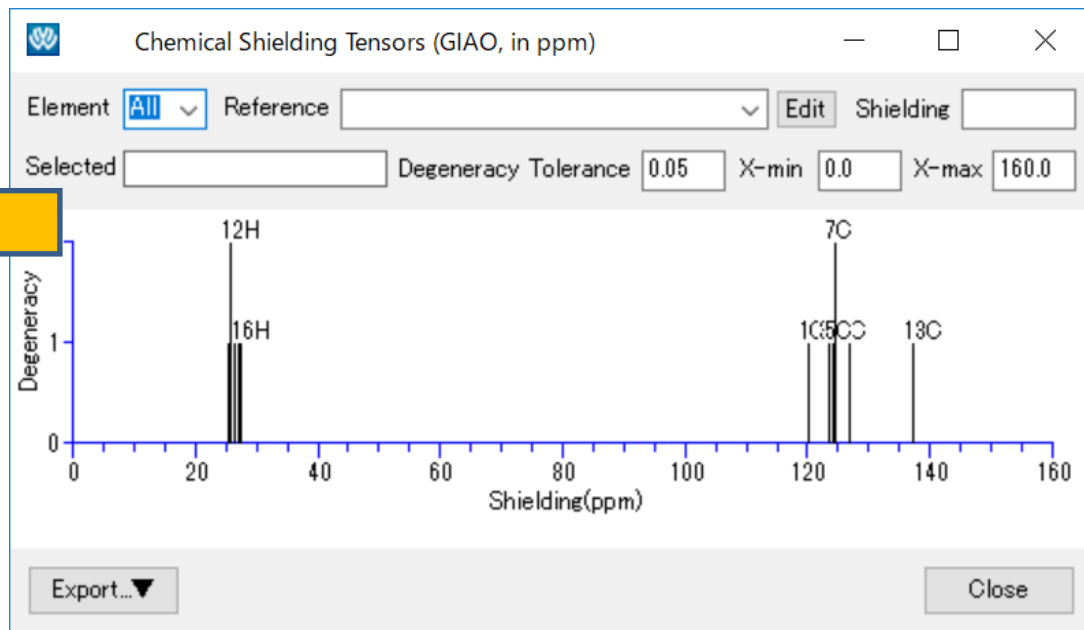 Chemical Shielding Tensors (GIAO, in ppm)
Element All Reference Edit Shielding
Selected Degeneracy Tolerance 0.05 X-min 0.0 X-max 160.0
12H 7C
16H 13C
Degeneracy
1
0
0 20 40 60 80 100 120 140 160
Shielding(ppm)
Export...▼ Close